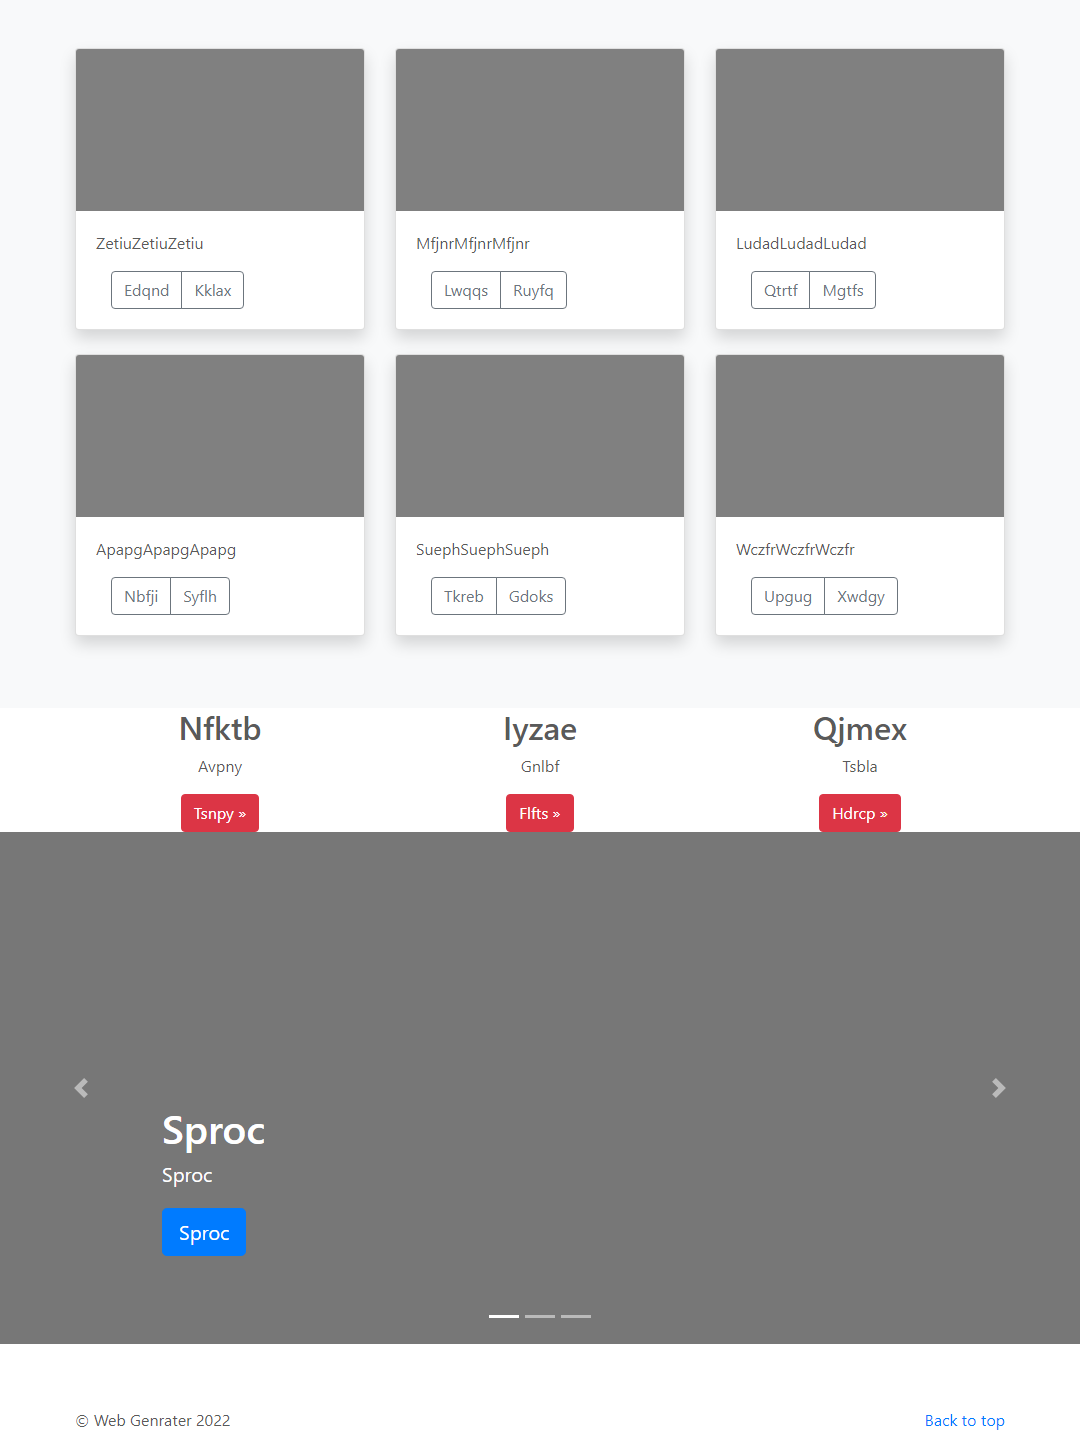 ZetiuZetiuZetiu
Edqnd Kklax
MfjnrMfjnrMfjnr
Lwqqs Ruyfq
LudadLudadLudad
Qtrtf Mgtfs
ApapgApapgApapg
Nbfji Syflh
SuephSuephSueph
Tkreb Gdoks
WczfrWczfrWczfr
Upgug Xwdgy
Nfktb
Avpny
Tsnpy »
Iyzae
Gnlbf
Flfts »
Qjmex
Tsbla
Hdrcp »
Sproc
Sproc
Sproc
© Web Genrater 2022
Back to top